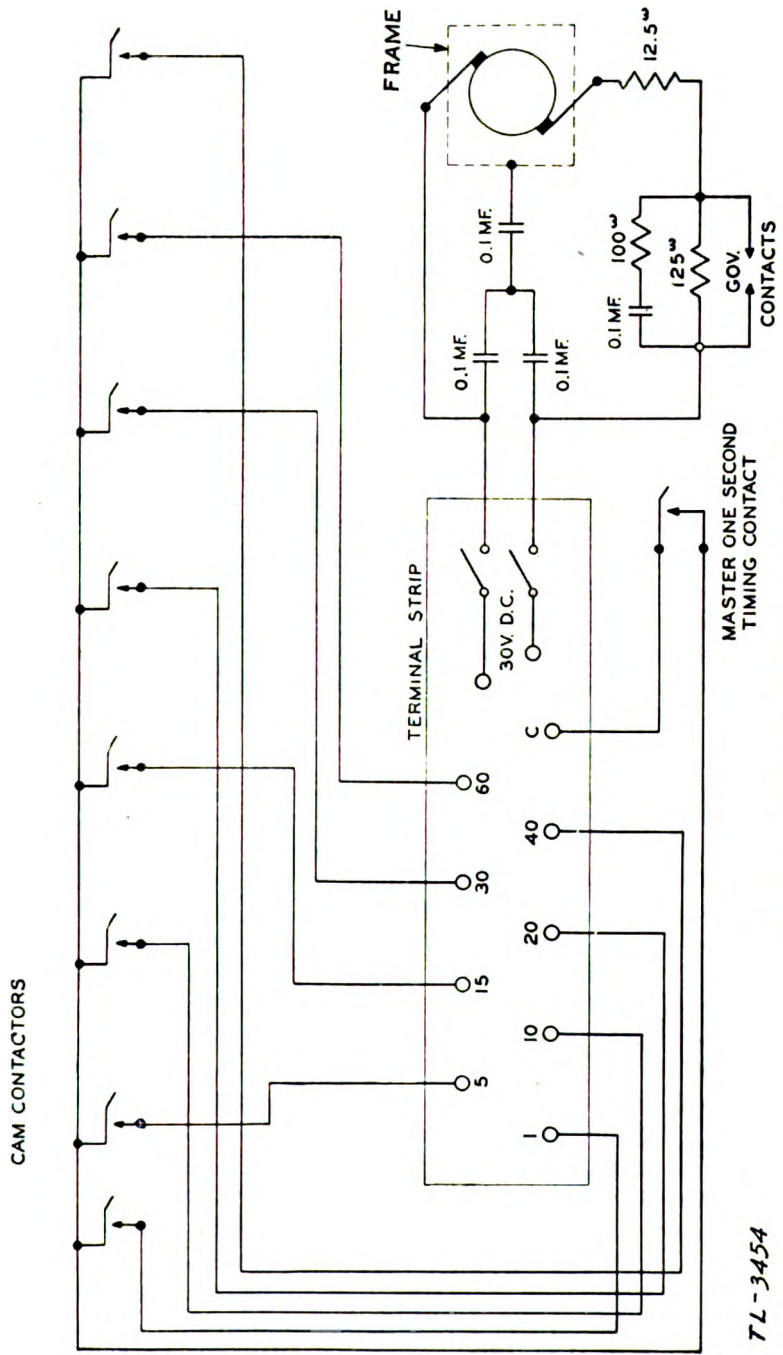 CAM CONTACTORS
FRAME
12.5ω
0.1 MF.
0.1 MF.
0.1 MF.
100ω
0.1 MF.
125ω
GOV.
CONTACTS
TERMINAL STRIP
30V. D.C.
5
15
30
60
1
10
20
40
C
MASTER ONE SECOND
TIMING CONTACT
TL-3454